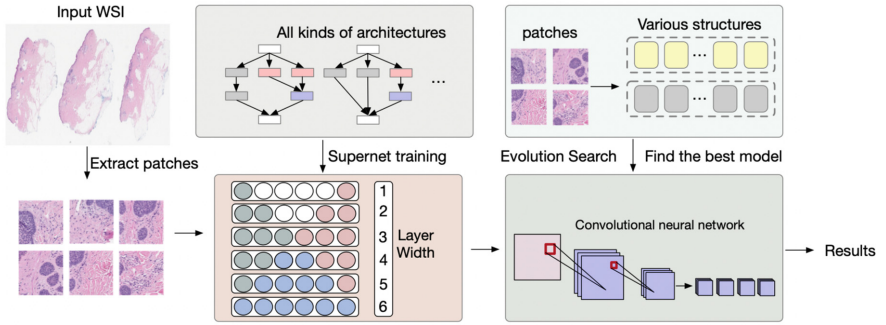 Input WSI
All kinds of architectures
...
patches
Various structures
...
...
Extract patches
Supernet training
Evolution Search
Find the best model
1
2
3
4
5
6
Layer
Width
Convolutional neural network
Results